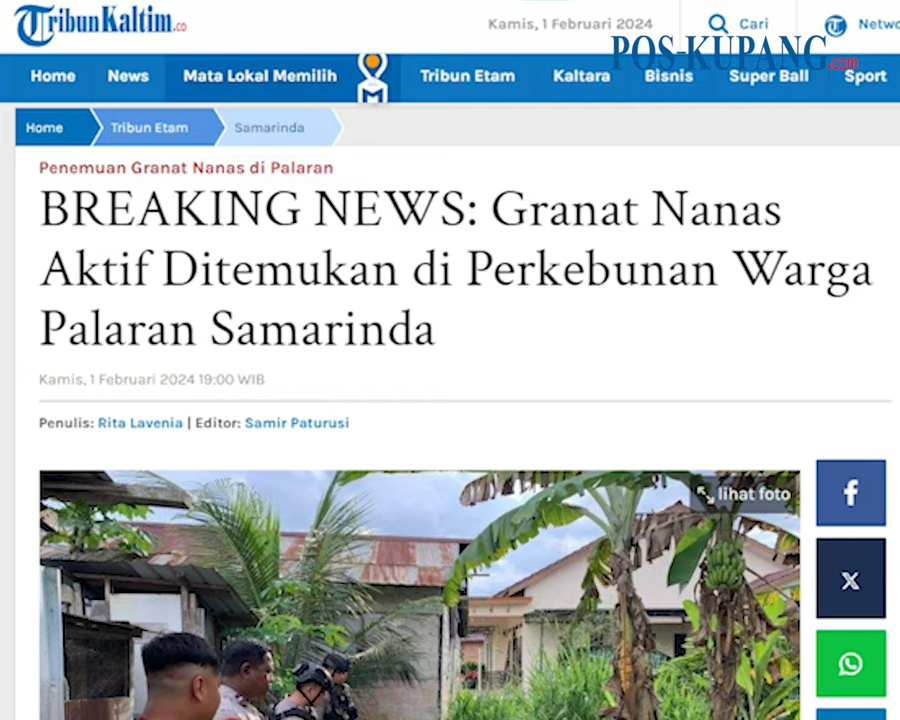 TribunKaltim.co
Kamis, 1 Februari 2024
Cari
POS-KUPANG.com
Home News Mata Lokal Memilih Tribun Etam Kaltara Bisnis Super Ball Sport
Home Tribun Etam Samarinda
Penemuan Granat Nanas di Palaran
BREAKING NEWS: Granat Nanas
Aktif Ditemukan di Perkebunan Warga
Palaran Samarinda
Kamis, 1 Februari 2024 19:00 WIB
Penulis: Rita Lavenia | Editor: Samir Paturusi
lihat foto